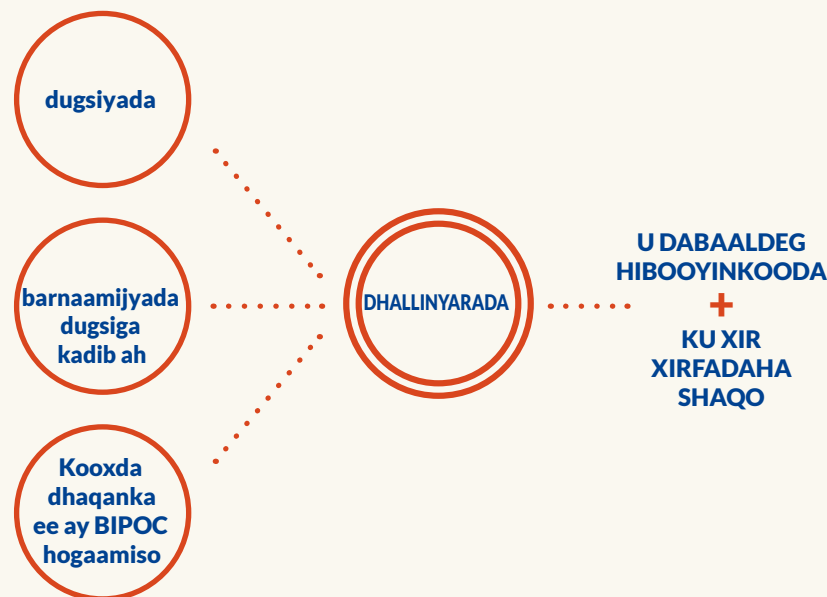 dugsiyada
barnaamijyada
dugsiga
kadib ah
Kooxda
dhaqanka
ee ay BIPOC
hogaamiso
DHALLINYARADA
U DABAALDEG
HIBOOYINKOODA
+
KU XIR
XIRFADAHA
SHAQO